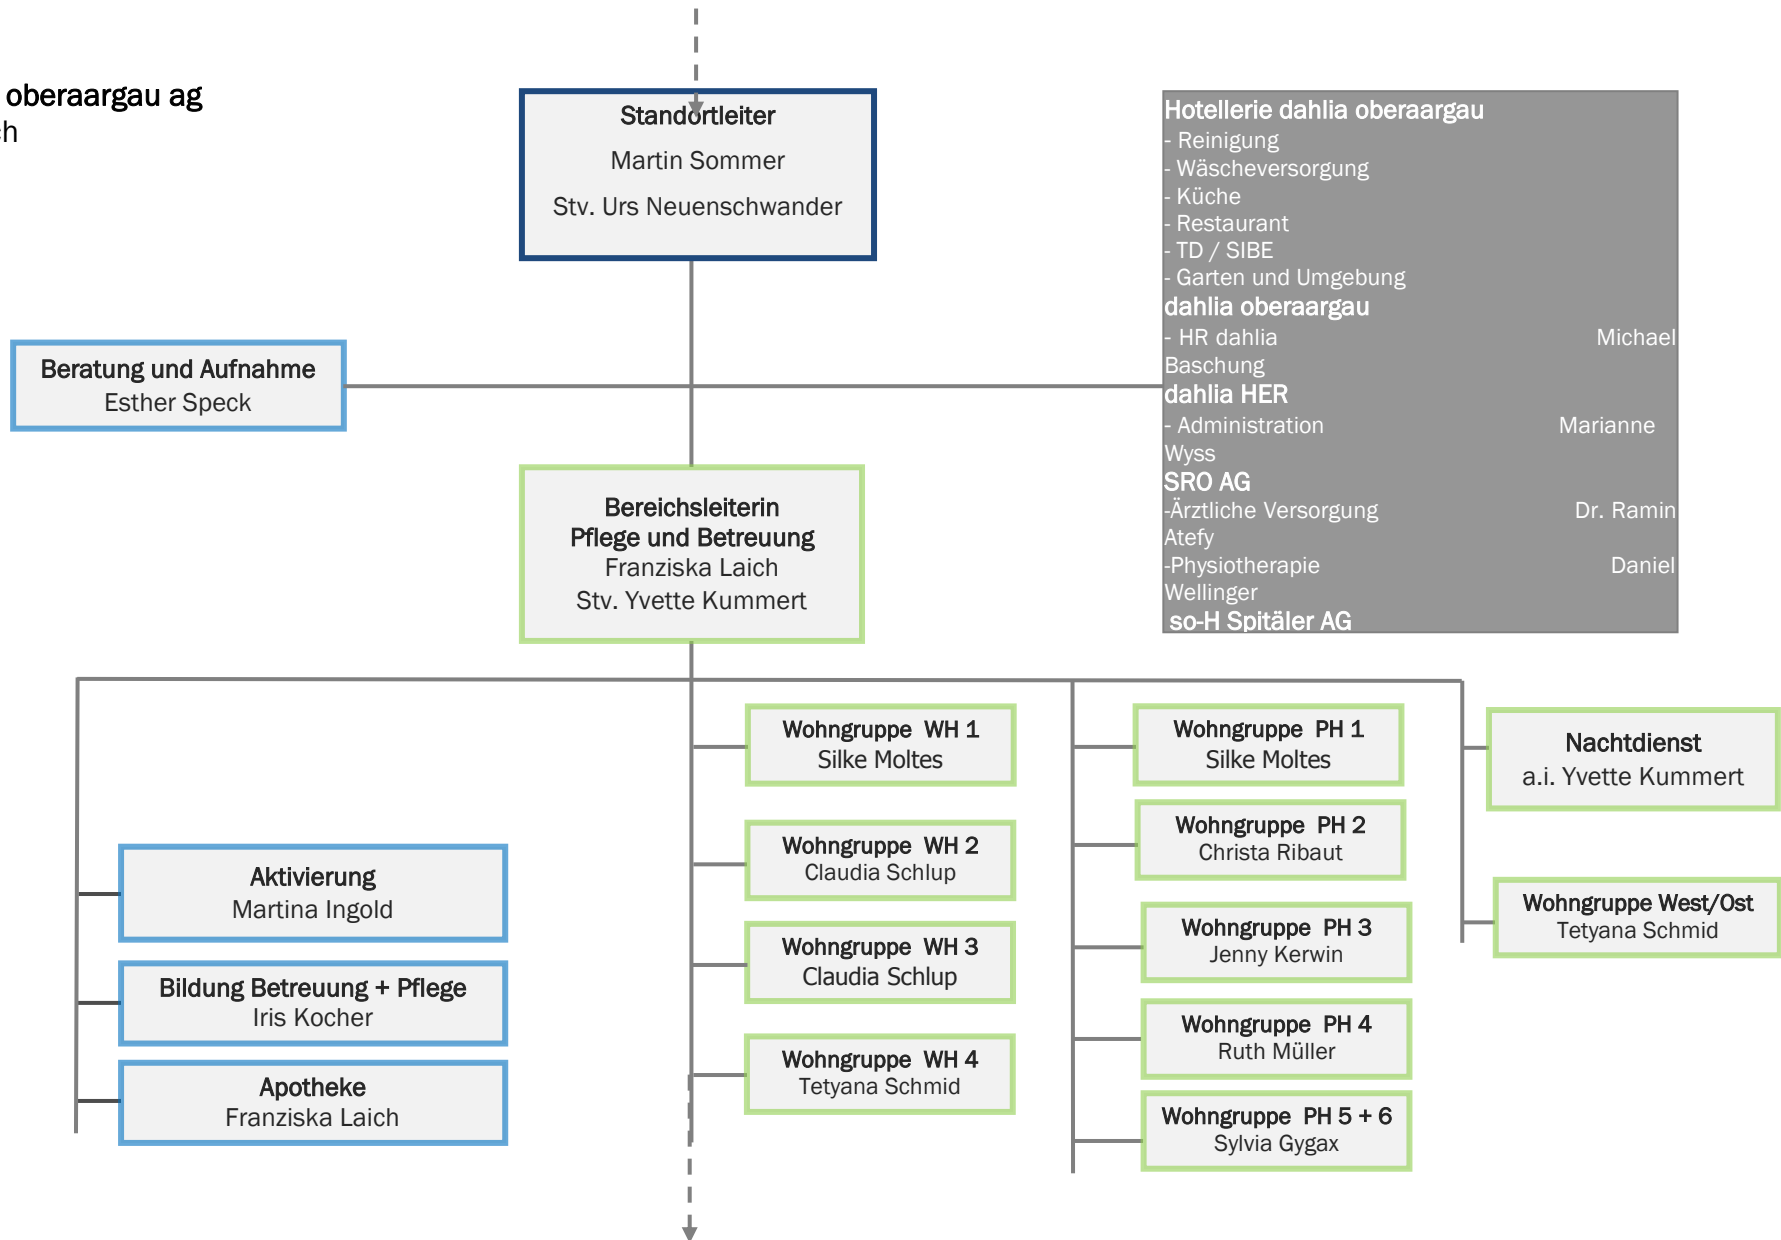 oberaargau ag
ch
Standortleiter
Martin Sommer
Stv. Urs Neuenschwander
Hotellerie dahlia oberaargau
- Reinigung
- Wäscheversorgung
- Küche
- Restaurant
- TD / SIBE
- Garten und Umgebung
dahlia oberaargau
- HR dahlia Michael
Baschung
dahlia HER
- Administration Marianne
Wyss
SRO AG
-Ärztliche Versorgung Dr. Ramin
Atefy
-Physiotherapie Daniel
Wellinger
so-H Spitäler AG
Beratung und Aufnahme
Esther Speck
Bereichsleiterin
Pflege und Betreuung
Franziska Laich
Stv. Yvette Kummert
Aktivierung
Martina Ingold
Bildung Betreuung + Pflege
Iris Kocher
Apotheke
Franziska Laich
Wohngruppe WH 1
Silke Moltes
Wohngruppe WH 2
Claudia Schlup
Wohngruppe WH 3
Claudia Schlup
Wohngruppe WH 4
Tetyana Schmid
Wohngruppe PH 1
Silke Moltes
Wohngruppe PH 2
Christa Ribaut
Wohngruppe PH 3
Jenny Kerwin
Wohngruppe PH 4
Ruth Müller
Wohngruppe PH 5 + 6
Sylvia Gygax
Nachtdienst
a.i. Yvette Kummert
Wohngruppe West/Ost
Tetyana Schmid